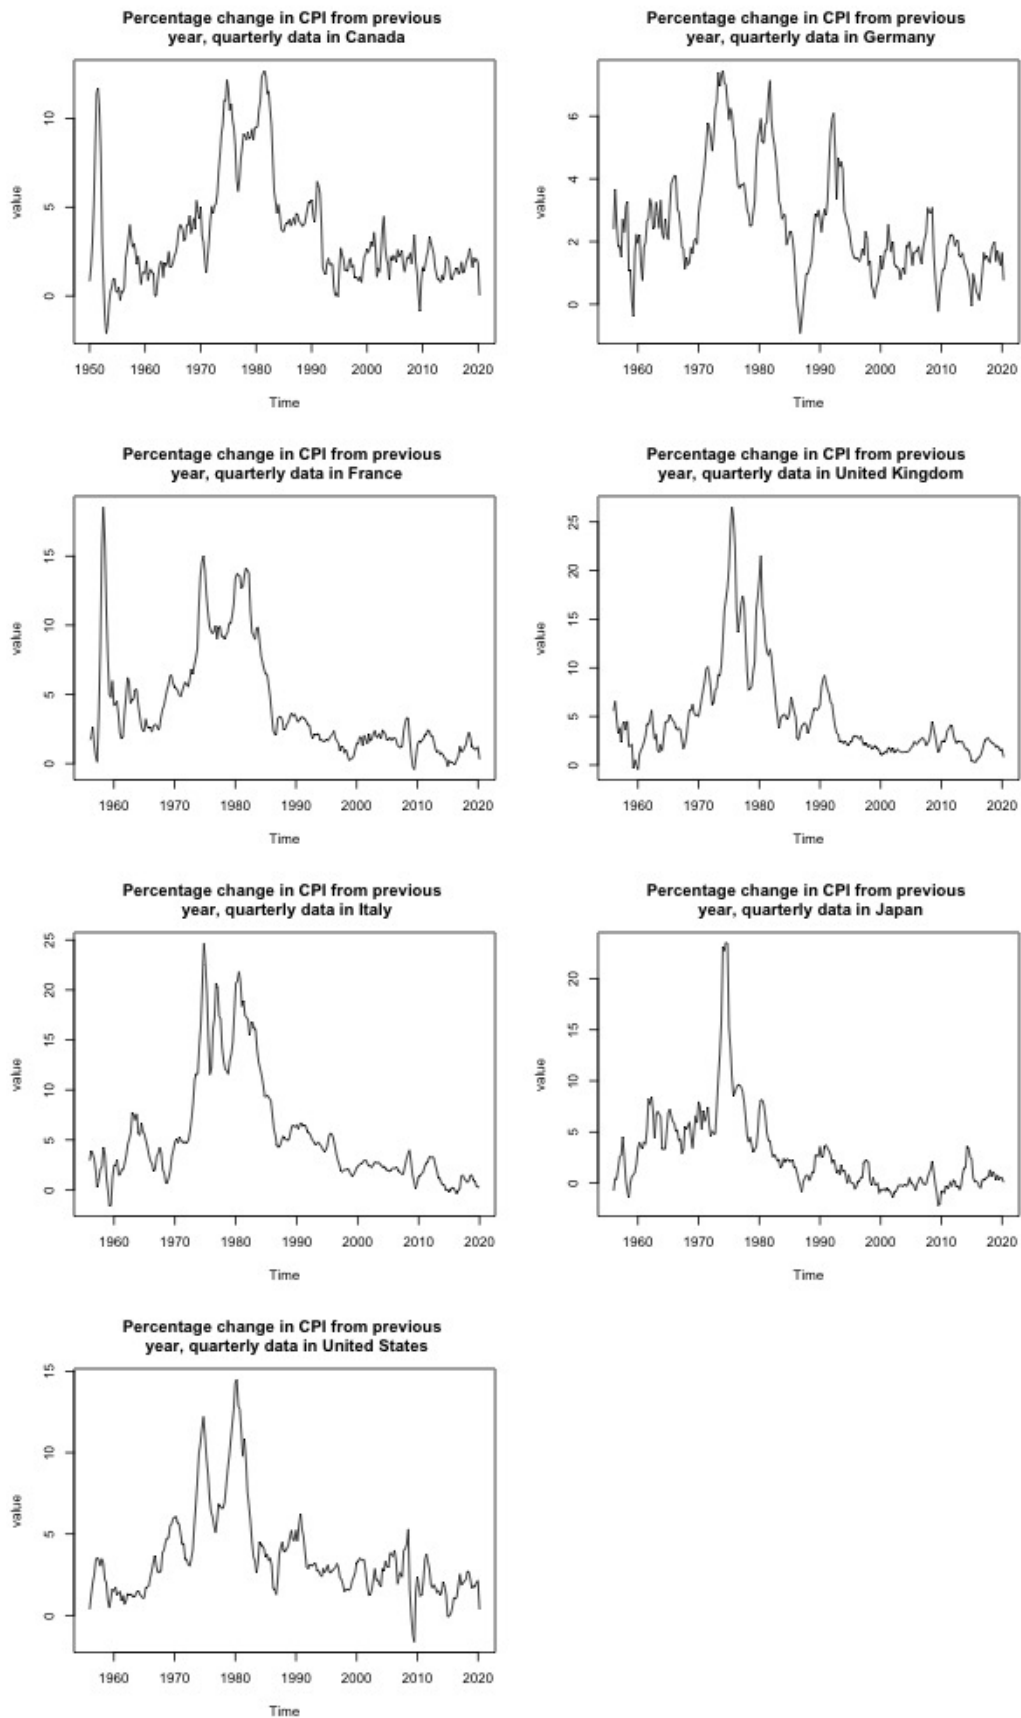 Percentage change in CPI from previous
year, quarterly data in Canada
value
0 5 10
1950 1960 1970 1980 1990 2000 2010 2020
Time
Percentage change in CPI from previous
year, quarterly data in Germany
value
0 2 4 6
1960 1970 1980 1990 2000 2010 2020
Time
Percentage change in CPI from previous
year, quarterly data in France
value
0 5 10 15
1960 1970 1980 1990 2000 2010 2020
Time
Percentage change in CPI from previous
year, quarterly data in United Kingdom
value
0 5 10 15 20 25
1960 1970 1980 1990 2000 2010 2020
Time
Percentage change in CPI from previous
year, quarterly data in Italy
value
0 5 10 15 20 25
1960 1970 1980 1990 2000 2010 2020
Time
Percentage change in CPI from previous
year, quarterly data in Japan
value
0 5 10 15 20
1960 1970 1980 1990 2000 2010 2020
Time
Percentage change in CPI from previous
year, quarterly data in United States
value
0 5 10 15
1960 1970 1980 1990 2000 2010 2020
Time